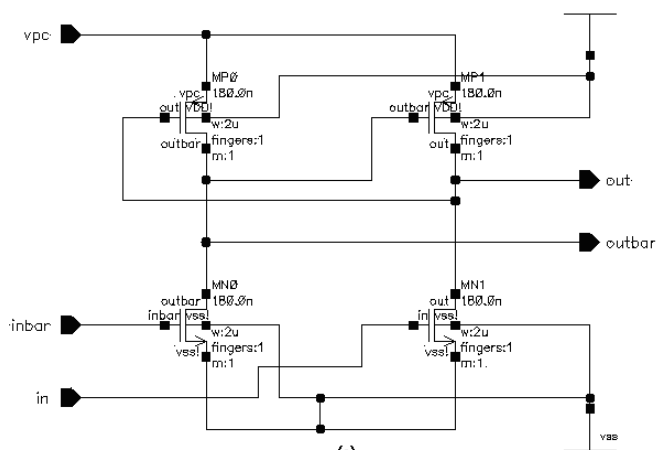 vpc
MP0
180.0n
vpc
out VDD!
w:2u
fingers:1
outbar
m:1
MP1
180.0n
vpc
outbar VDD!
w:2u
fingers:1
out
m:1
out
outbar
MN0
180.0n
outbar
inbar vss!
w:2u
fingers:1
vss!
m:1
MN1
180.0n
out
in vss!
w:2u
fingers:1
vss!
m:1
inbar
in
vss